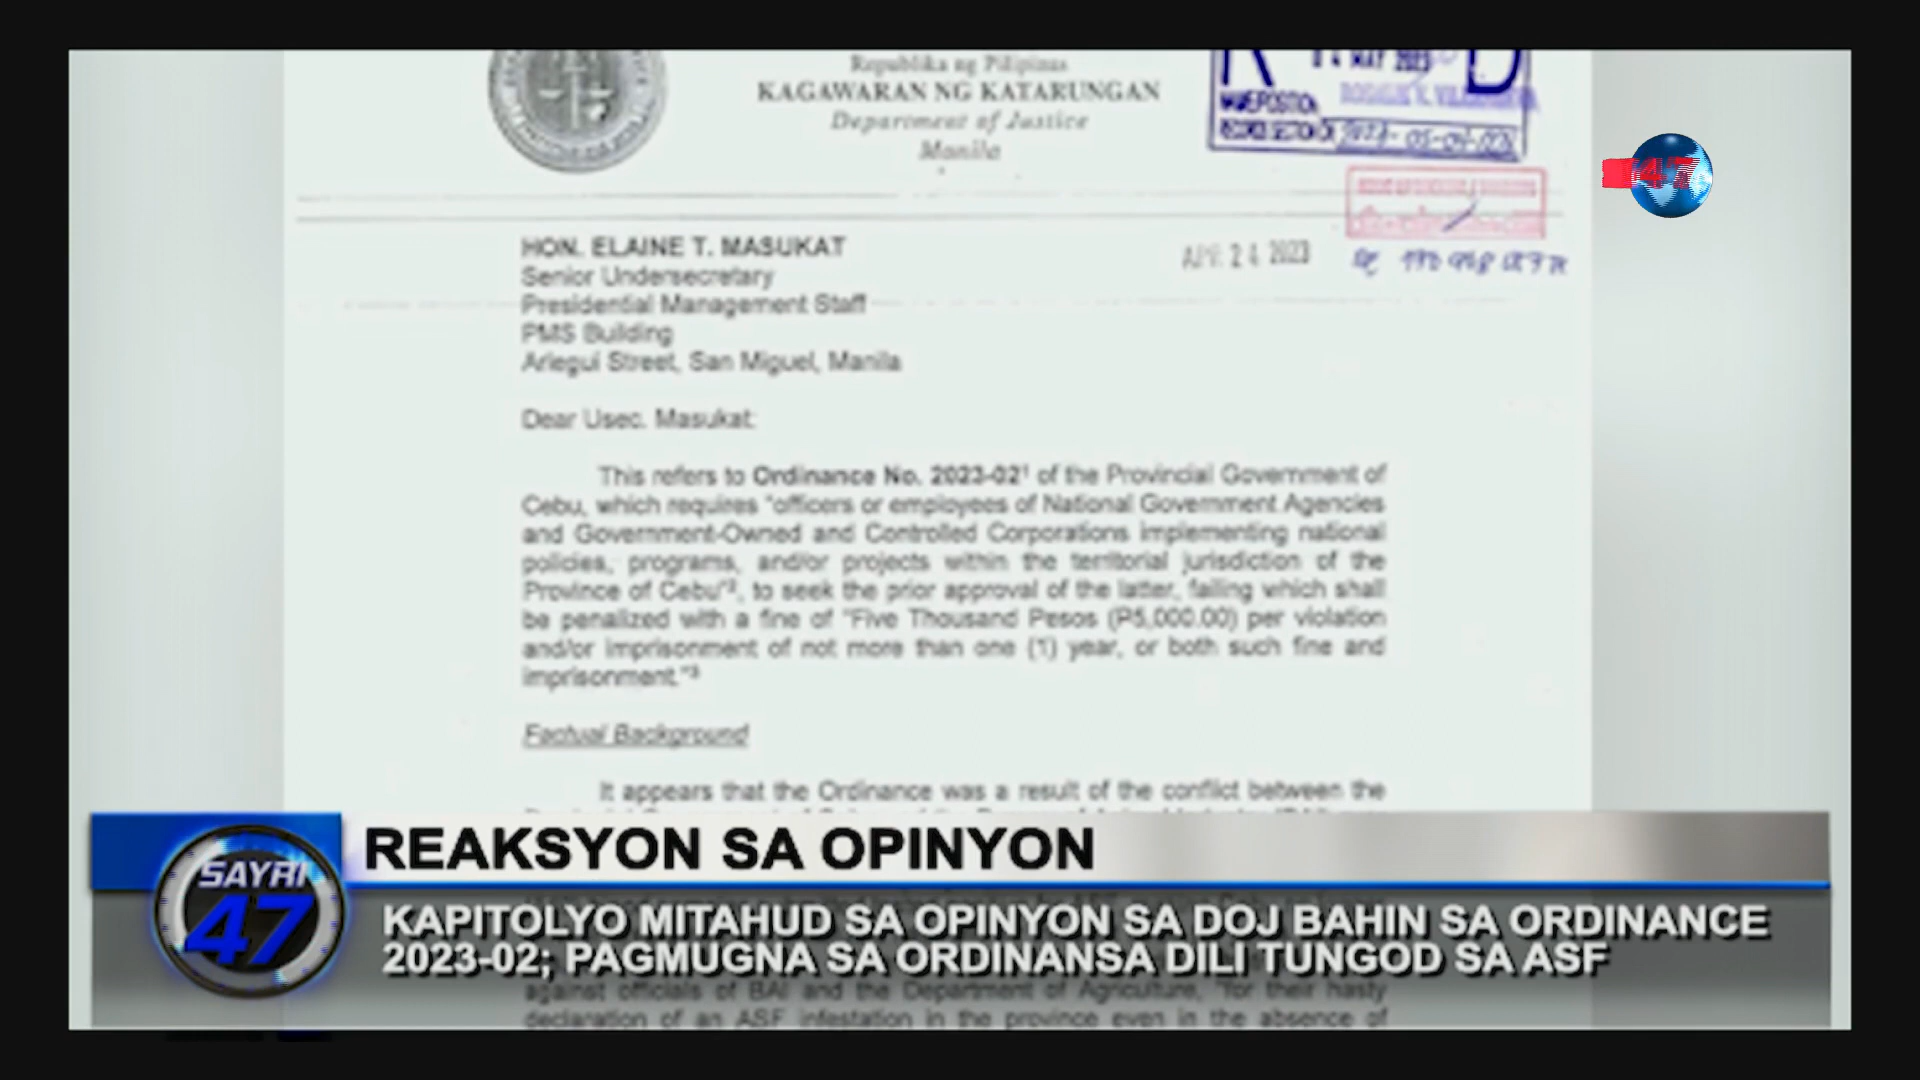 Republika ng Pilipinas
KAGAWARAN NG KATARUNGAN
Department of Justice
Manila
04 MAY 2023
47
HON. ELAINE T. MASUKAT
APR 24 2023
Senior Undersecretary
Presidential Management Staff
PMS Building
Arlegui Street, San Miguel, Manila
Dear Usec. Masukat:
This refers to Ordinance No. 2023-02¹ of the Provincial Government of
Cebu, which requires "officers or employees of National Government Agencies
and Government-Owned and Controlled Corporations implementing national
policies, programs, and/or projects within the territorial jurisdiction of the
Province of Cebu"², to seek the prior approval of the latter, failing which shall
be penalized with a fine of "Five Thousand Pesos (P5,000.00) per violation
and/or imprisonment of not more than one (1) year, or both such fine and
imprisonment."³
Factual Background
It appears that the Ordinance was a result of the conflict between the
REAKSYON SA OPINYON
SAYRI
47
KAPITOLYO MITAHUD SA OPINYON SA DOJ BAHIN SA ORDINANCE
2023-02; PAGMUGNA SA ORDINANSA DILI TUNGOD SA ASF
against officials of BAI and the Department of Agriculture, "for their hasty
declaration of an ASF infestation in the province even in the absence of